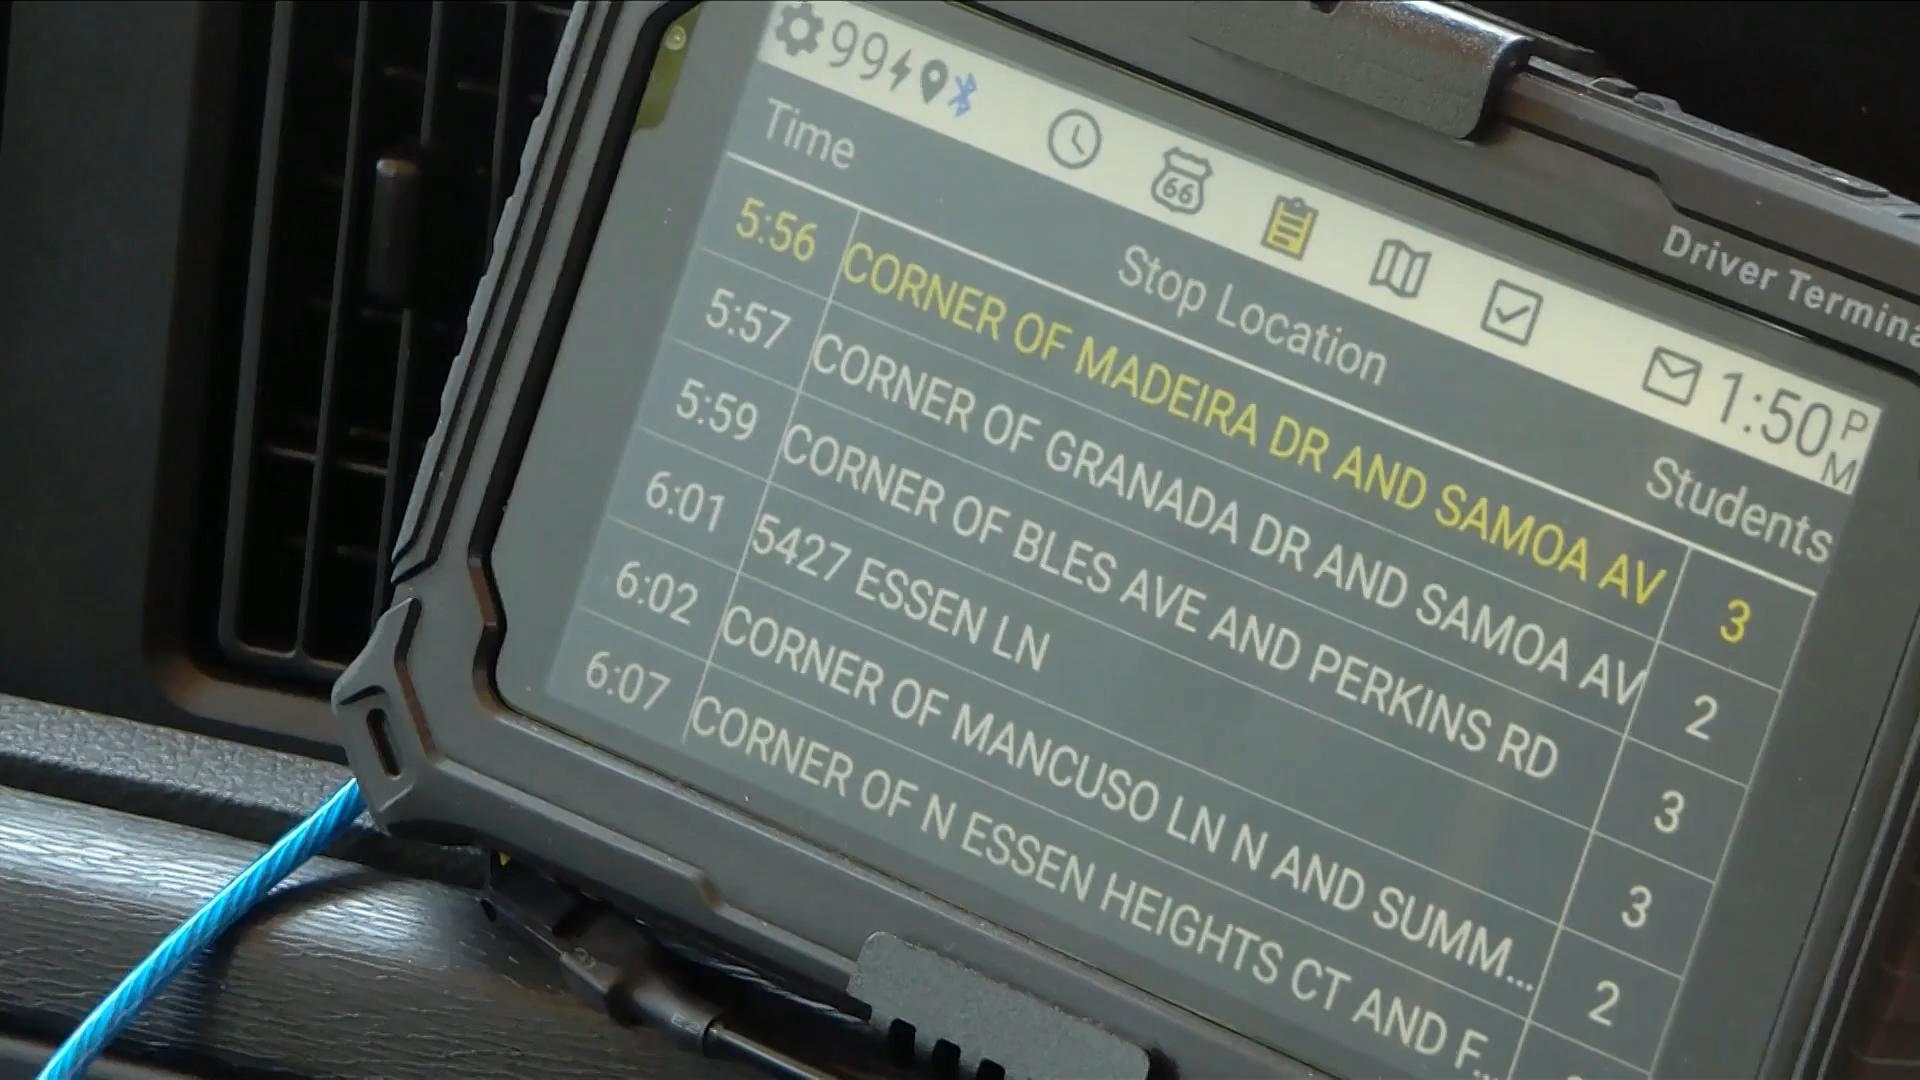 99
66
1:50 PM
Driver
Time Stop Location Students
5:56 CORNER OF MADEIRA DR AND SAMOA AV 3
5:57 CORNER OF GRANADA DR AND SAMOA AV 2
5:59 CORNER OF BLES AVE AND PERKINS RD 3
6:01 5427 ESSEN LN 3
6:02 CORNER OF MANCUSO LN N AND SUMM... 2
6:07 CORNER OF N ESSEN HEIGHTS CT AND F...